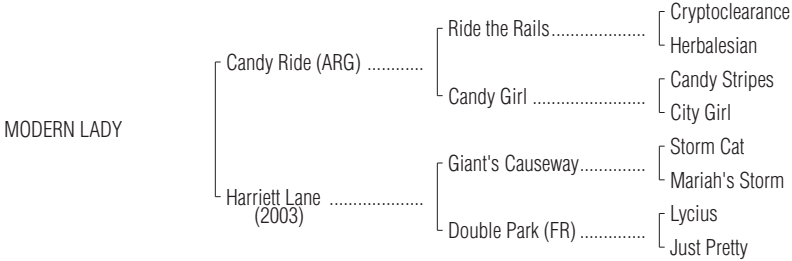 MODERN LADY
Candy Ride (ARG) ............
Harriett Lane ....................
(2003)
Ride the Rails....................
Candy Girl ........................
Giant's Causeway..............
Double Park (FR) ..............
Cryptoclearance
Herbalesian
Candy Stripes
City Girl
Storm Cat
Mariah's Storm
Lycius
Just Pretty